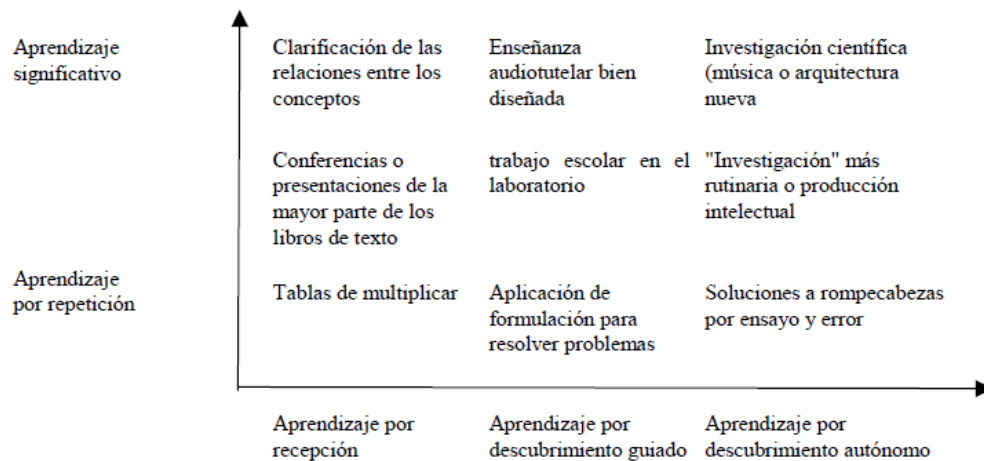 Aprendizaje
significativo
Clarificación de las
relaciones entre los
conceptos
Enseñanza
audiotutelar bien
diseñada
Investigación científica
(música o arquitectura
nueva
Conferencias o
presentaciones de la
mayor parte de los
libros de texto
trabajo escolar en el
laboratorio
"Investigación" más
rutinaria o producción
intelectual
Aprendizaje
por repetición
Tablas de multiplicar
Aplicación de
formulación para
resolver problemas
Soluciones a rompecabezas
por ensayo y error
Aprendizaje por
recepción
Aprendizaje por
descubrimiento guiado
Aprendizaje por
descubrimiento autónomo